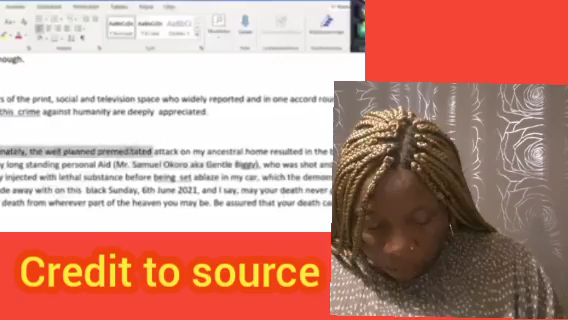 nough.
s of the print, social and television space who widely reported and in one accord rou
this crime against humanity are deeply appreciated.
nately, the well planned premeditated attack on my ancestral home resulted in the b
y long standing personal Aid (Mr. Samuel Okoro aka Gentle Biggy), who was shot an
y injected with lethal substance before being set ablaze in my car, which the demon
de away with on this black Sunday, 6th June 2021, and I say, may your death never
death from wherever part of the heaven you may be. Be assured that your death ca
Credit to source